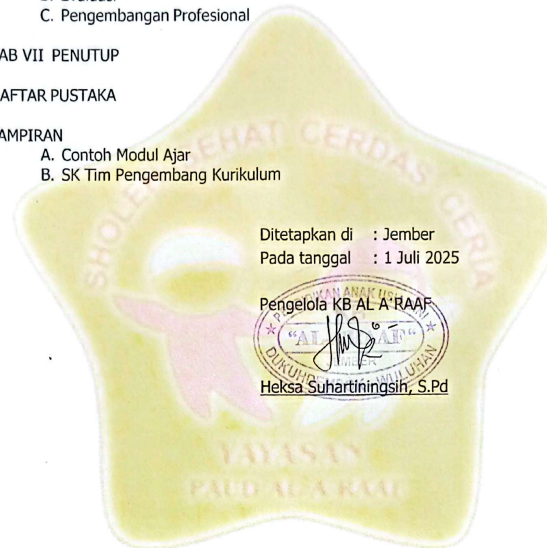 C. Pengembangan Profesional
AB VII PENUTUP
AFTAR PUSTAKA
AMPIRAN
A. Contoh Modul Ajar
B. SK Tim Pengembang Kurikulum
SHOLEH SEHAT CERDAS CERIA
Ditetapkan di : Jember
Pada tanggal : 1 Juli 2025
Pengelola KB AL A'RAAF
JEMBER
WULUHAN
Heksa Suhartiningsih, S.Pd
YAYASAN
PAUD AL A'RAAF